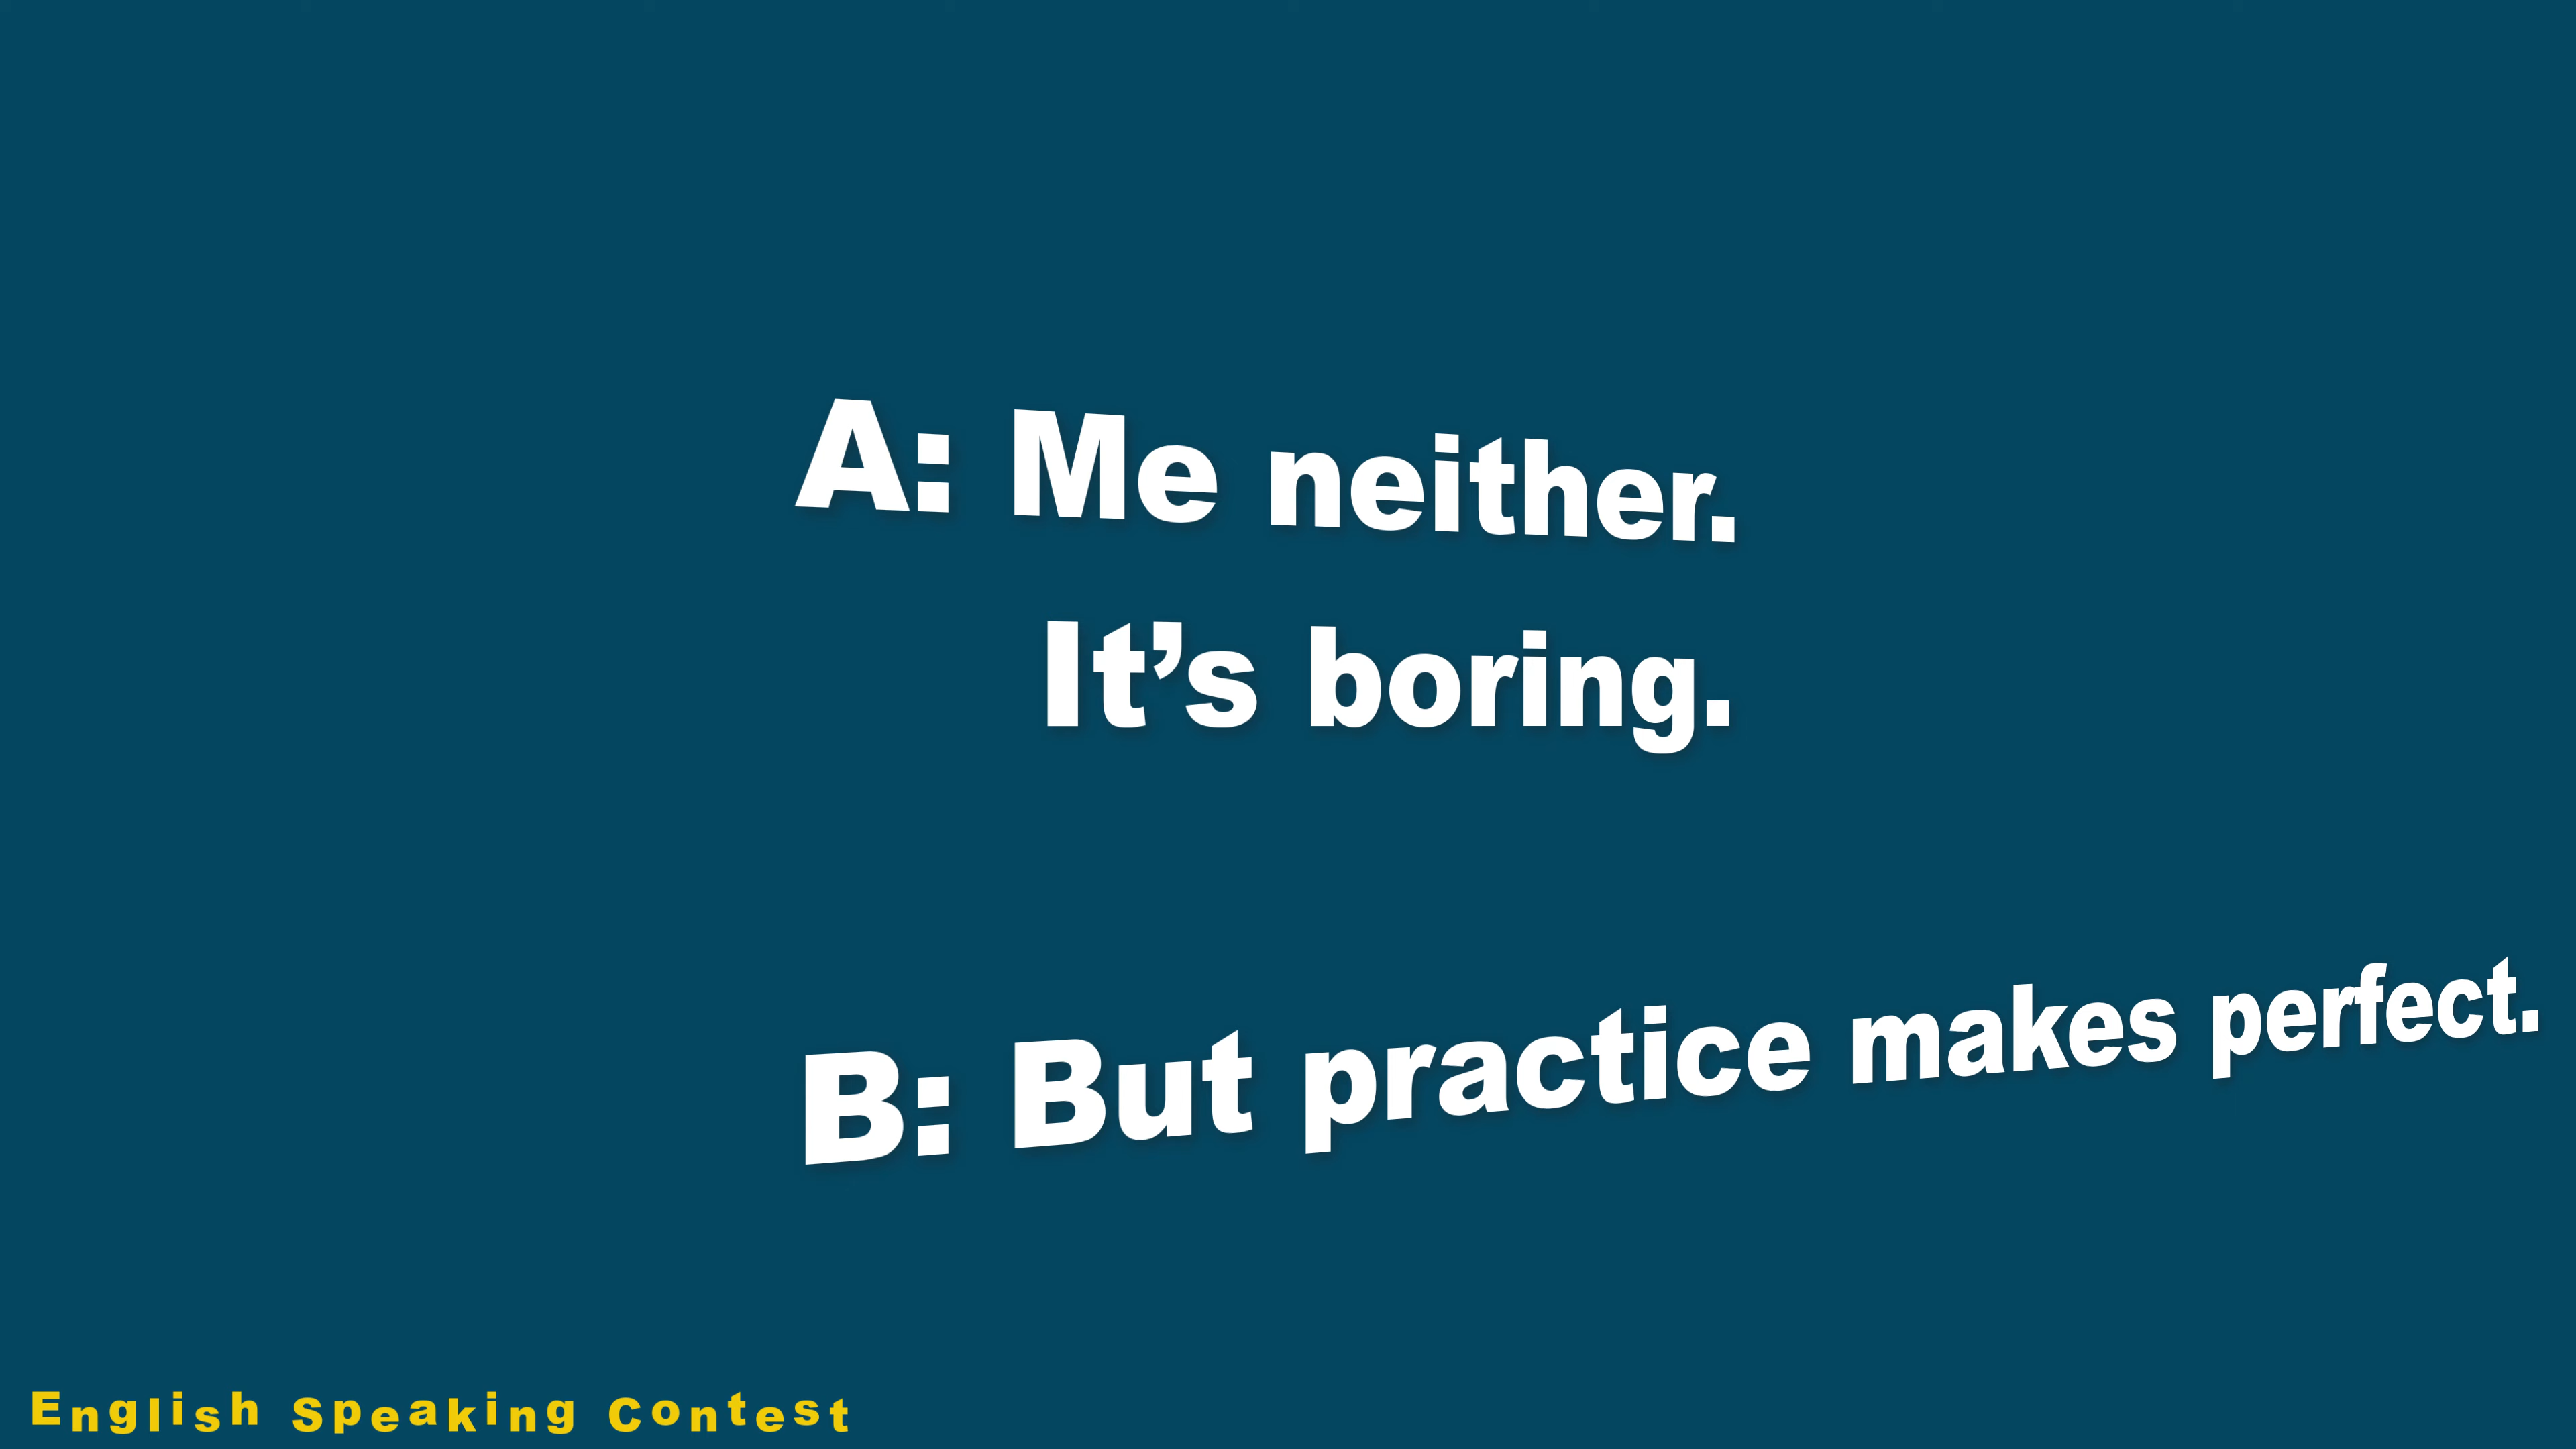 A: Me neither.
It’s boring.
B: But practice makes perfect.
English Speaking Contest